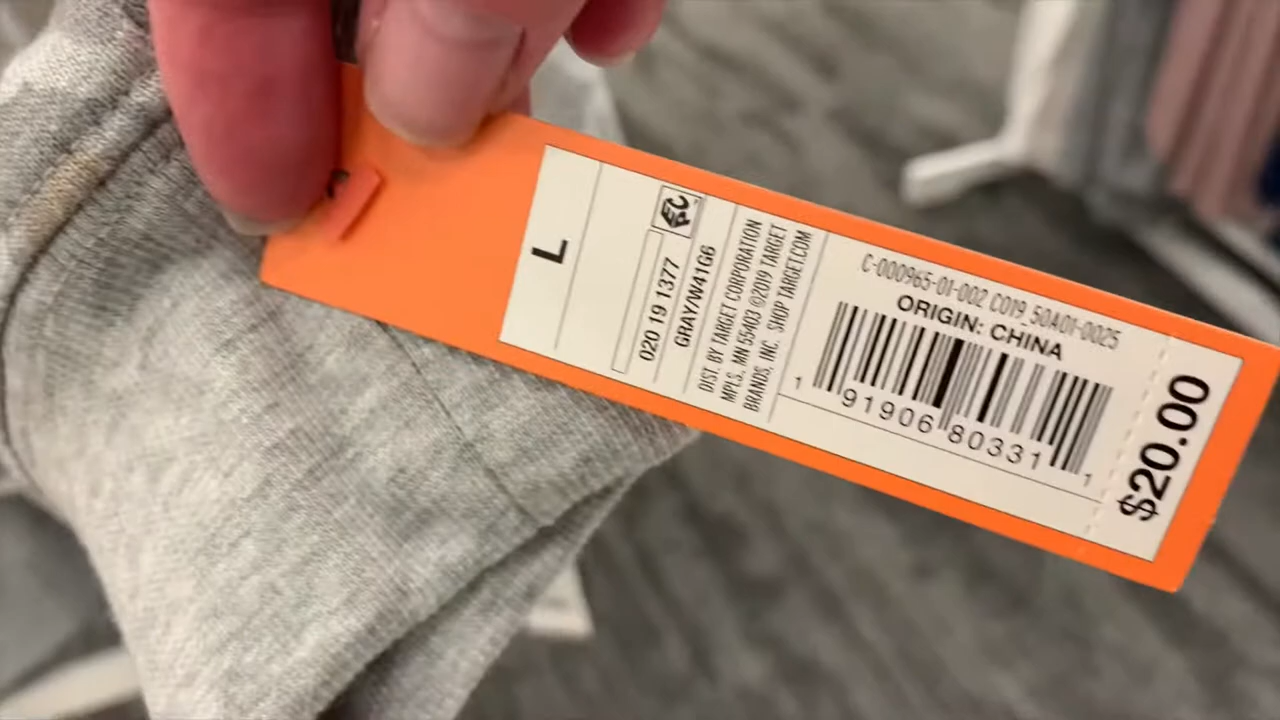 L
EPC
020 19 1377
GRAY/W41G6
DIST. BY TARGET CORPORATION
MPLS, MN 55403 ©2019 TARGET
BRANDS, INC. SHOP TARGET.COM
C-000965-01-002 C019_50A01-0025
ORIGIN: CHINA
1 91906 80331 1
$20.00